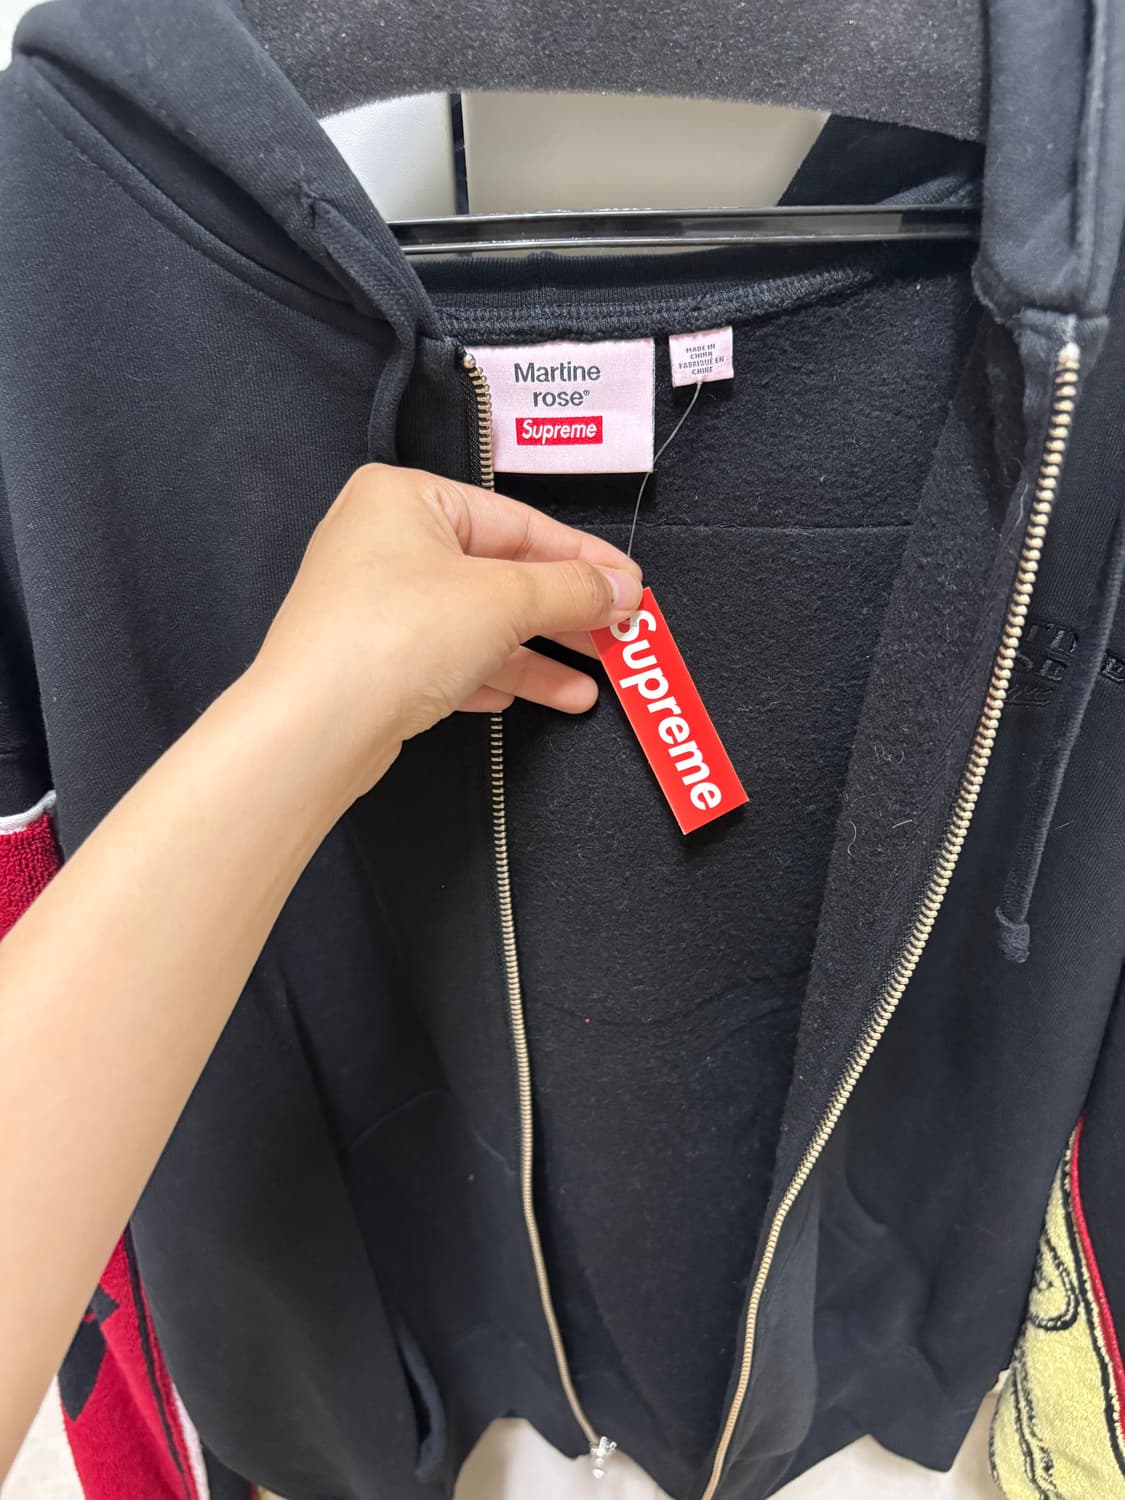 Martine
rose®
Supreme
MADE IN
CHINA
FABRIQUÉ EN
CHINE
Supreme